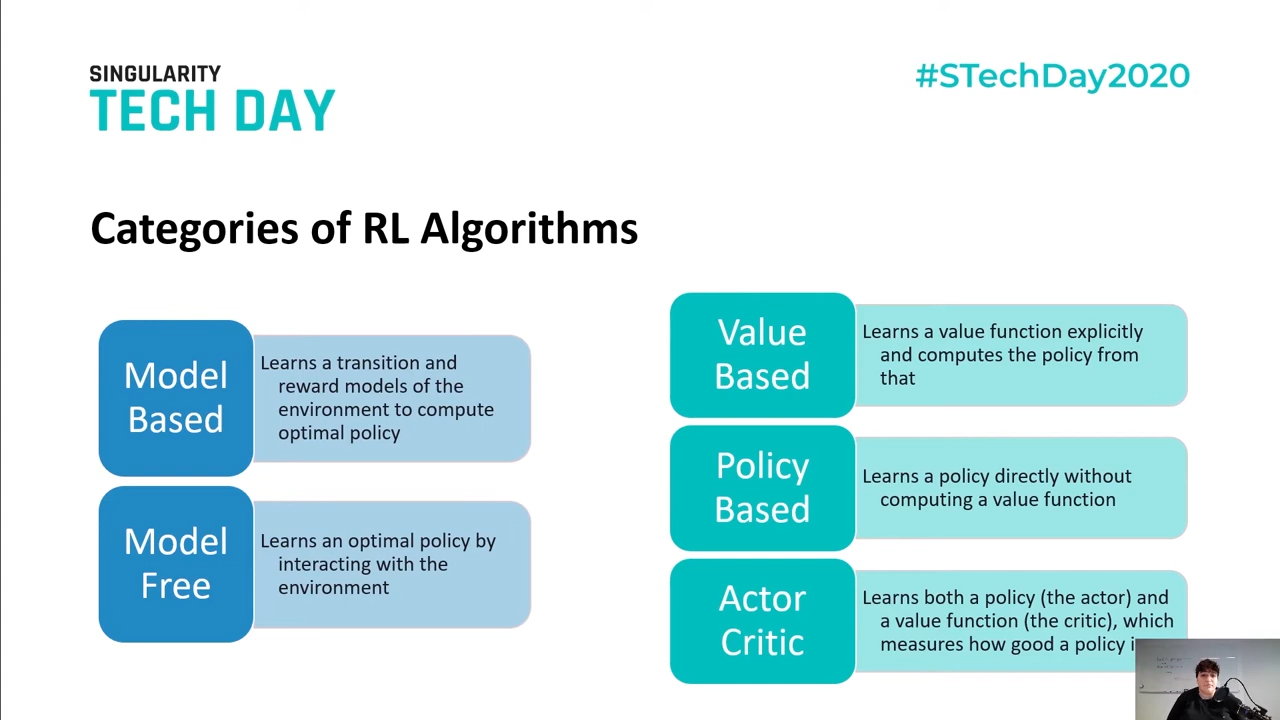 SINGULARITY
TECH DAY
#STechDay2020
Categories of RL Algorithms
Model
Based
Learns a transition and
reward models of the
environment to compute
optimal policy
Model
Free
Learns an optimal policy by
interacting with the
environment
Value
Based
Learns a value function explicitly
and computes the policy from
that
Policy
Based
Learns a policy directly without
computing a value function
Actor
Critic
Learns both a policy (the actor) and
a value function (the critic), which
measures how good a policy